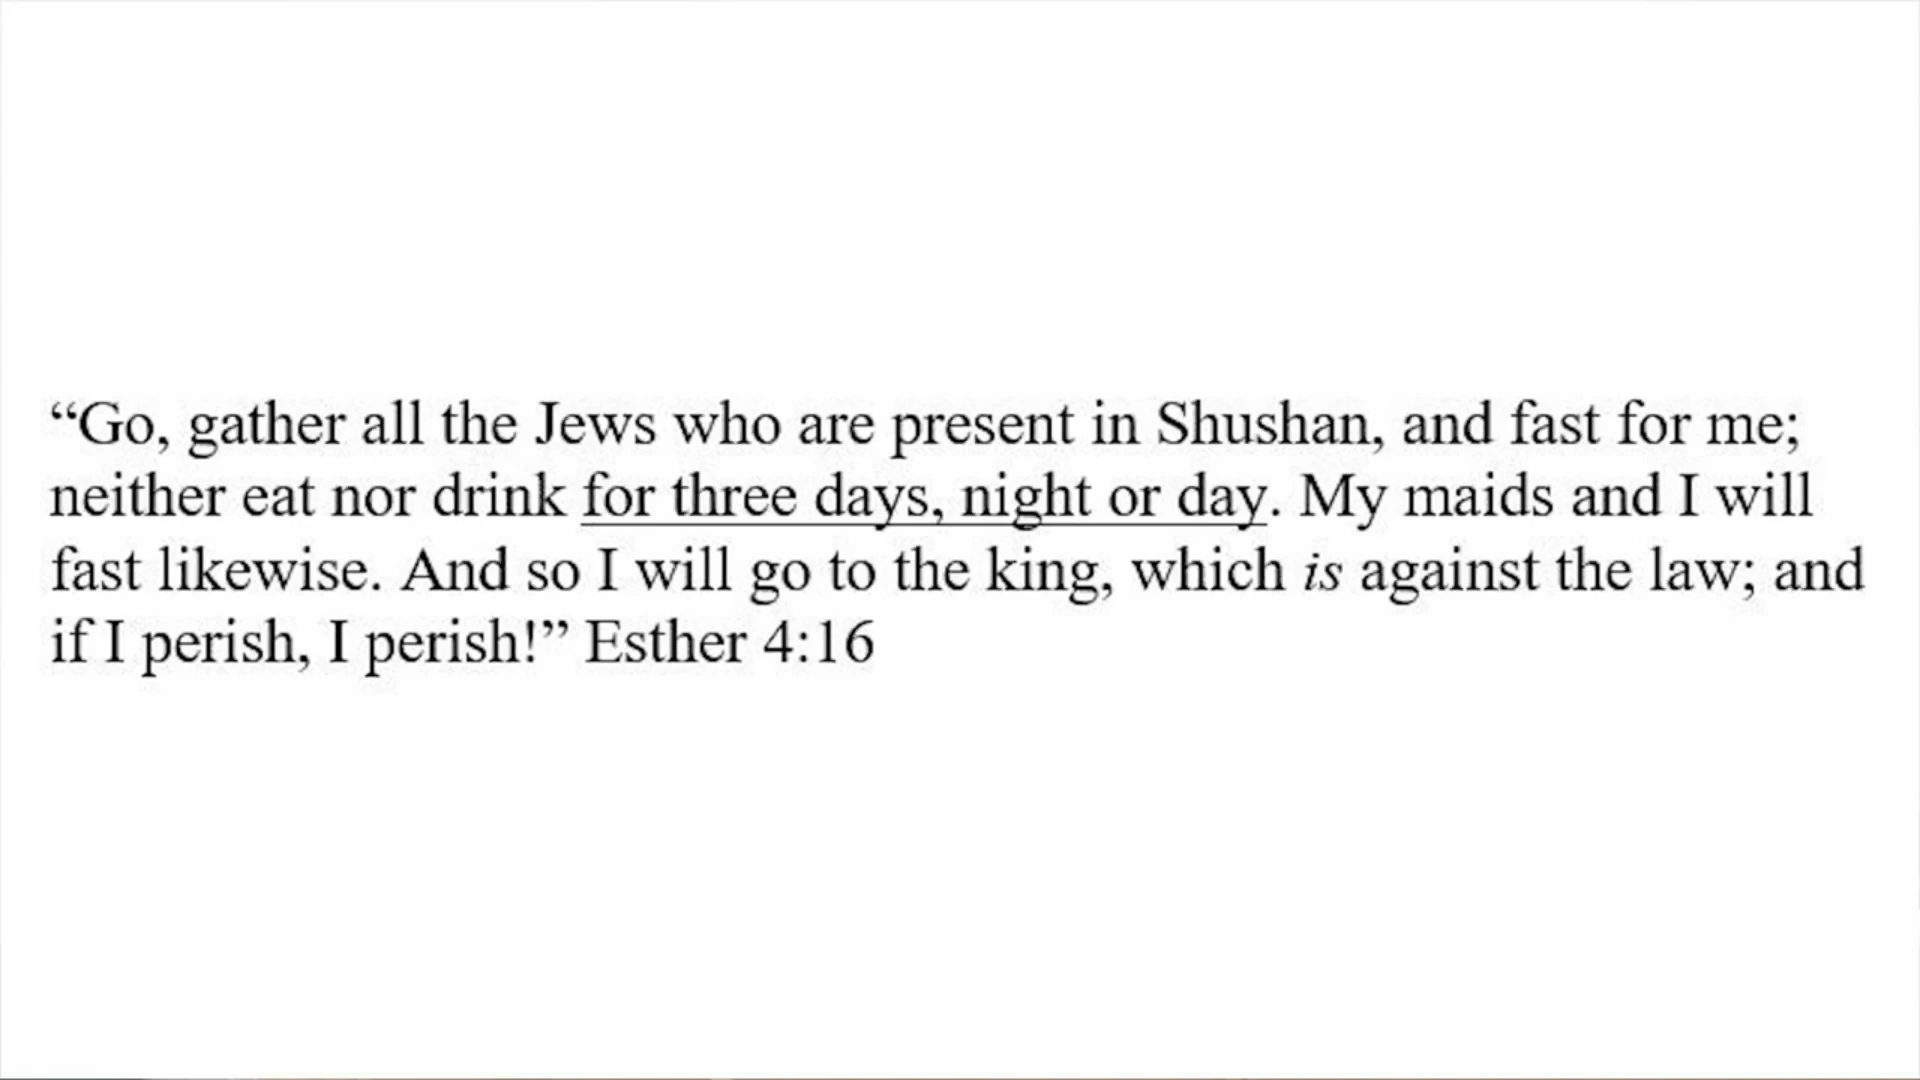 “Go, gather all the Jews who are present in Shushan, and fast for me;
neither eat nor drink for three days, night or day. My maids and I will
fast likewise. And so I will go to the king, which is against the law; and
if I perish, I perish!” Esther 4:16